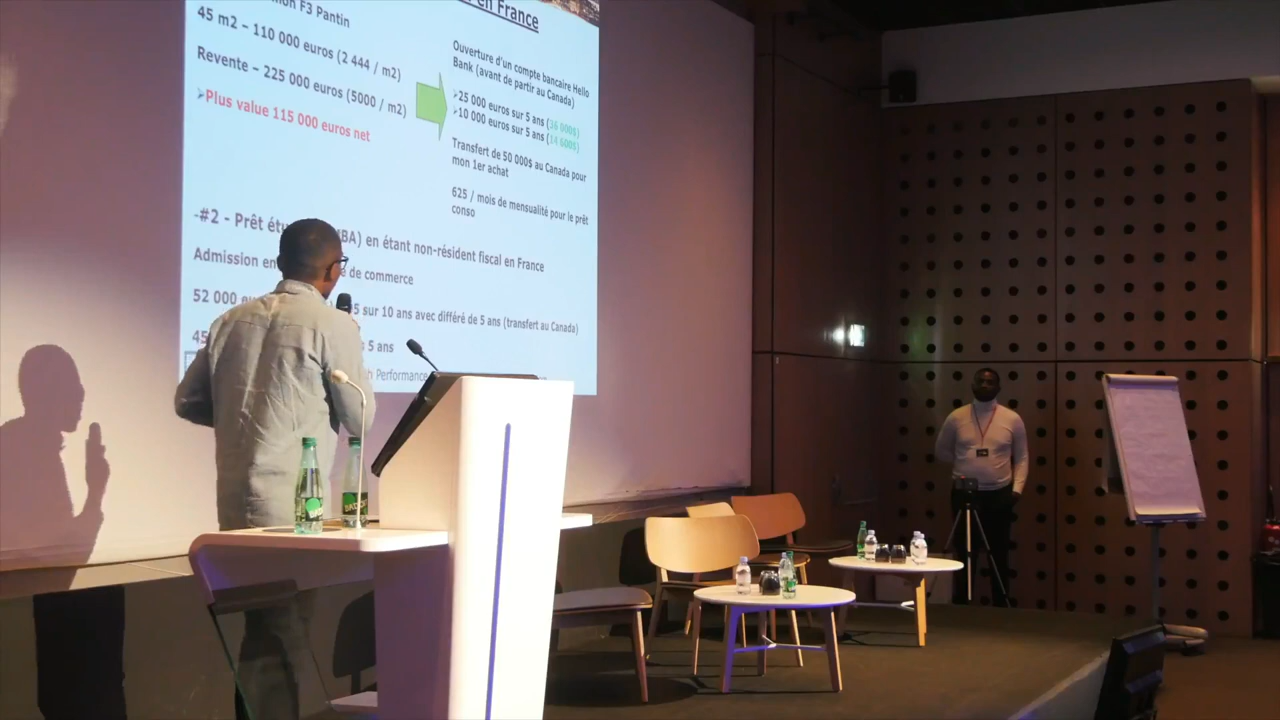 en France
F3 Pantin
45 m2 – 110 000 euros (2 444 / m2)
Revente – 225 000 euros (5000 / m2)
➢Plus value 115 000 euros net
Ouverture d'un compte bancaire Hello
Bank (avant de partir au Canada)
➢25 000 euros sur 5 ans (36 000$)
➢10 000 euros sur 5 ans (14 600$)
Transfert de 50 000$ au Canada pour
mon 1er achat
625 / mois de mensualité pour le prêt
conso
-#2 - Prêt BA) en étant non-résident fiscal en France
Admission en de commerce
52 000 sur 10 ans avec différé de 5 ans (transfert au Canada)
45 5 ans
Performance